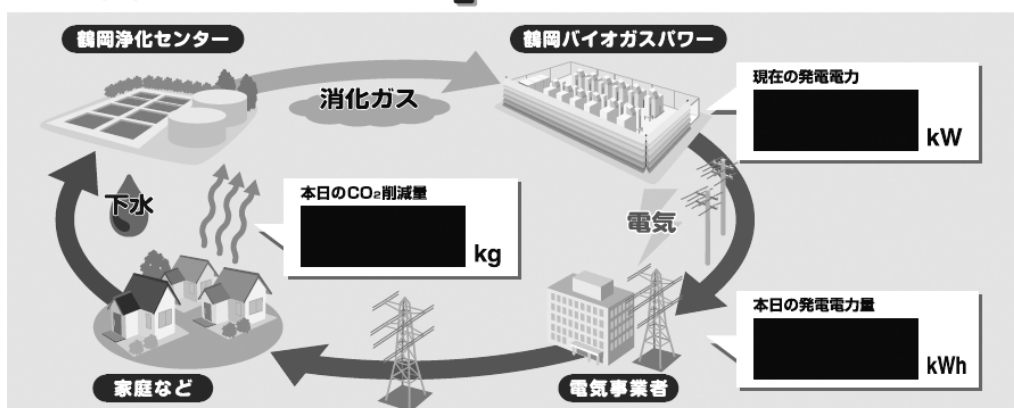 鶴岡浄化センター
鶴岡バイオガスパワー
消化ガス
現在の発電電力
kW
下水
本日のCO₂削減量
kg
電気
本日の発電電力量
kWh
家庭など
電気事業者